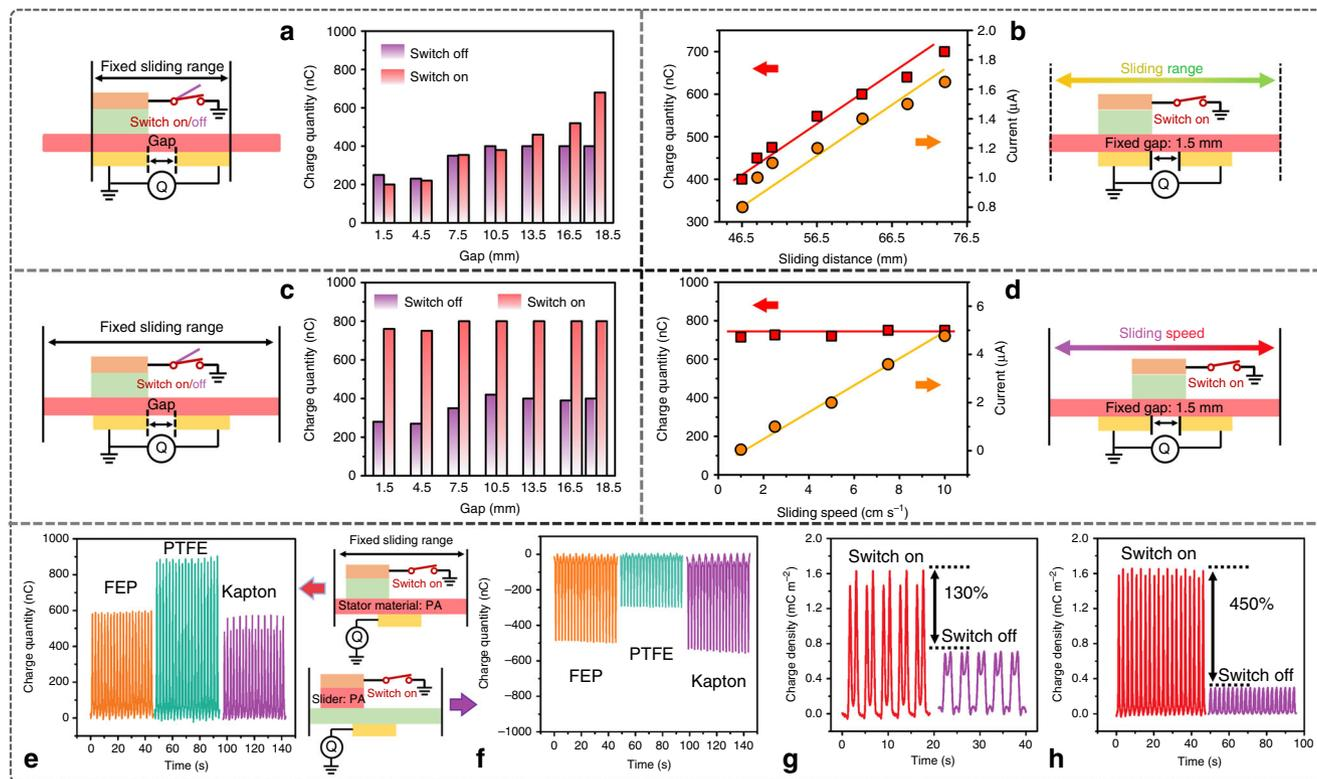 a
Fixed sliding range
Switch on/off
Gap
Q
1000
800
600
400
200
0
Charge quantity (nC)
Switch off
Switch on
1.5 4.5 7.5 10.5 13.5 16.5 18.5
Gap (mm)
b
700
600
500
400
300
Charge quantity (nC)
2.0
1.8
1.6
1.4
1.2
1.0
0.8
Current (μA)
46.5 56.5 66.5 76.5
Sliding distance (mm)
Sliding range
Switch on
Fixed gap: 1.5 mm
Q
c
Fixed sliding range
Switch on/off
Gap
Q
1000
800
600
400
200
0
Charge quantity (nC)
Switch off
Switch on
1.5 4.5 7.5 10.5 13.5 16.5 18.5
Gap (mm)
d
1000
800
600
400
200
0
Charge quantity (nC)
6
4
2
0
Current (μA)
0 2 4 6 8 10
Sliding speed (cm s⁻¹)
Sliding speed
Switch on
Fixed gap: 1.5 mm
Q
e
1000
800
600
400
200
0
Charge quantity (nC)
FEP
PTFE
Kapton
0 20 40 60 80 100 120 140
Time (s)
Fixed sliding range
Switch on
Stator material: PA
Q
Switch on
Slider: PA
Q
f
0
−200
−400
−600
−800
−1000
Charge quantity (nC)
FEP
PTFE
Kapton
0 20 40 60 80 100 120 140
Time (s)
g
2.0
1.6
1.2
0.8
0.4
0.0
Charge density (mC m⁻²)
Switch on
130%
Switch off
0 10 20 30 40
Time (s)
h
2.0
1.6
1.2
0.8
0.4
0.0
Charge density (mC m⁻²)
Switch on
450%
Switch off
0 20 40 60 80 100
Time (s)